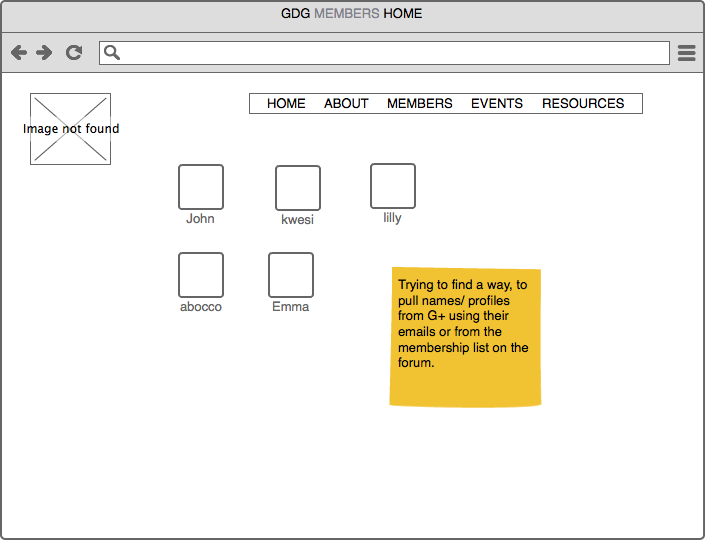 GDG MEMBERS HOME
HOME ABOUT MEMBERS EVENTS RESOURCES
Image not found
John kwesi lilly
abocco Emma
Trying to find a way, to
pull names/ profiles
from G+ using their
emails or from the
membership list on the
forum.